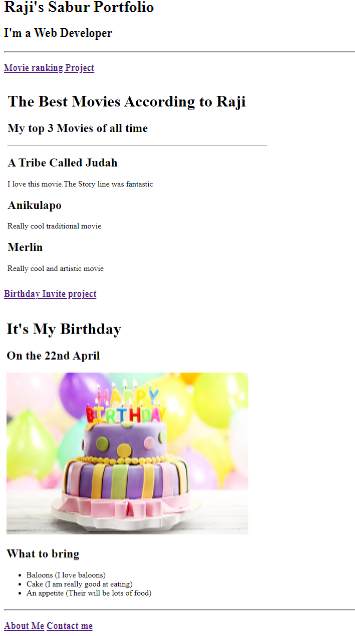 Raji's Sabur Portfolio
I'm a Web Developer
Movie ranking Project
The Best Movies According to Raji
My top 3 Movies of all time
A Tribe Called Judah
I love this movie.The Story line was fantastic
Anikulapo
Really cool traditional movie
Merlin
Really cool and artistic movie
Birthday Invite project
It's My Birthday
On the 22nd April
HAPPY
BIRTHDAY
What to bring
Baloons (I love baloons)
Cake (I am really good at eating)
An appetite (Their will be lots of food)
About Me Contact me